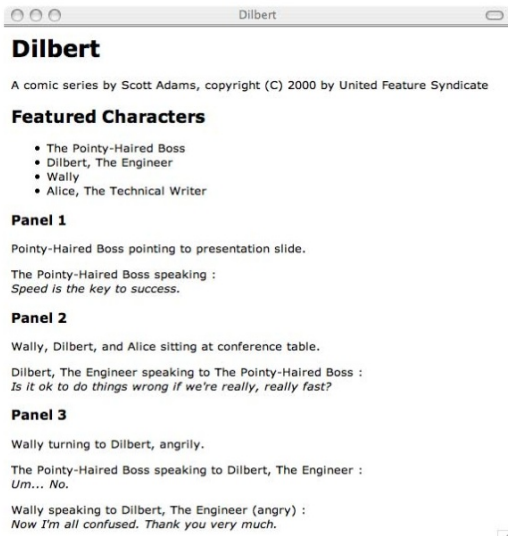 Dilbert
Dilbert
A comic series by Scott Adams, copyright (C) 2000 by United Feature Syndicate
Featured Characters
• The Pointy-Haired Boss
• Dilbert, The Engineer
• Wally
• Alice, The Technical Writer
Panel 1
Pointy-Haired Boss pointing to presentation slide.
The Pointy-Haired Boss speaking :
Speed is the key to success.
Panel 2
Wally, Dilbert, and Alice sitting at conference table.
Dilbert, The Engineer speaking to The Pointy-Haired Boss :
Is it ok to do things wrong if we're really, really fast?
Panel 3
Wally turning to Dilbert, angrily.
The Pointy-Haired Boss speaking to Dilbert, The Engineer :
Um... No.
Wally speaking to Dilbert, The Engineer (angry) :
Now I'm all confused. Thank you very much.